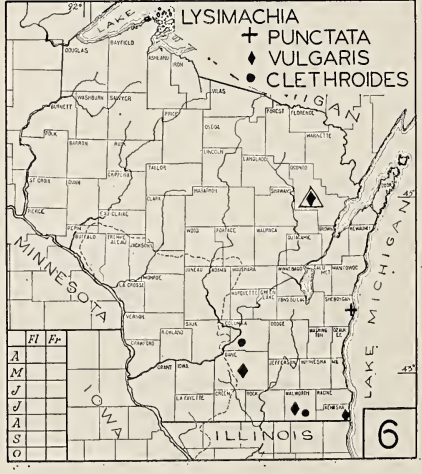 92°
LYSIMACHIA
+ PUNCTATA
♦ VULGARIS
● CLETHROIDES
LAKE
MICHIGAN
DOUGLAS
BAYFIELD
ASHLAND
IRON
VILAS
BURNETT
WASHBURN
SAWYER
PRICE
ONEIDA
FOREST
FLORENCE
MARINETTE
POLK
BARRON
RUSK
LINCOLN
LANGLADE
OCONTO
TAYLOR
CHIPPEWA
ST CROIX
DUNN
CLARK
MARATHON
SHAWANO
DOOR
45°
PIERCE
PEPIN
EAU CLAIRE
BUFFALO
TREMPEALEAU
JACKSON
WOOD
PORTAGE
WAUPACA
OUTAGAMIE
BROWN
KEWAUNEE
MINNESOTA
LA CROSSE
MONROE
JUNEAU
ADAMS
WAUSHARA
WINNEBAGO
CALUMET
MANITOWOC
MARQUETTE
GREEN LAKE
FOND DU LAC
SHEBOYGAN
LAKE MICHIGAN
VERNON
SAUK
COLUMBIA
DODGE
WASHINGTON
OZAUKEE
CRAWFORD
RICHLAND
DANE
JEFFERSON
WAUKESHA
MIL
43°
GRANT
IOWA
LA FAYETTE
GREEN
ROCK
WALWORTH
RACINE
KENOSHA
IOWA
ILLINOIS
6
Fl Fr
A
M
J
J
A
S
O